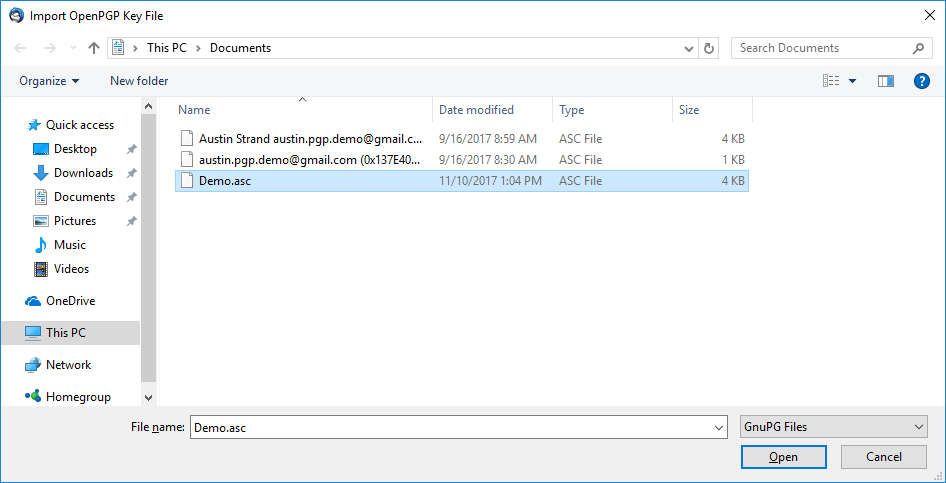 Import OpenPGP Key File
This PC > Documents
Search Documents
Organize
New folder
Name
Date modified
Type
Size
Quick access
Desktop
Downloads
Documents
Pictures
Music
Videos
OneDrive
This PC
Network
Homegroup
Austin Strand austin.pgp.demo@gmail.c... 9/16/2017 8:59 AM ASC File 4 KB
austin.pgp.demo@gmail.com (0x137E40... 9/16/2017 8:30 AM ASC File 1 KB
Demo.asc 11/10/2017 1:04 PM ASC File 4 KB
File name: Demo.asc
GnuPG Files
Open
Cancel